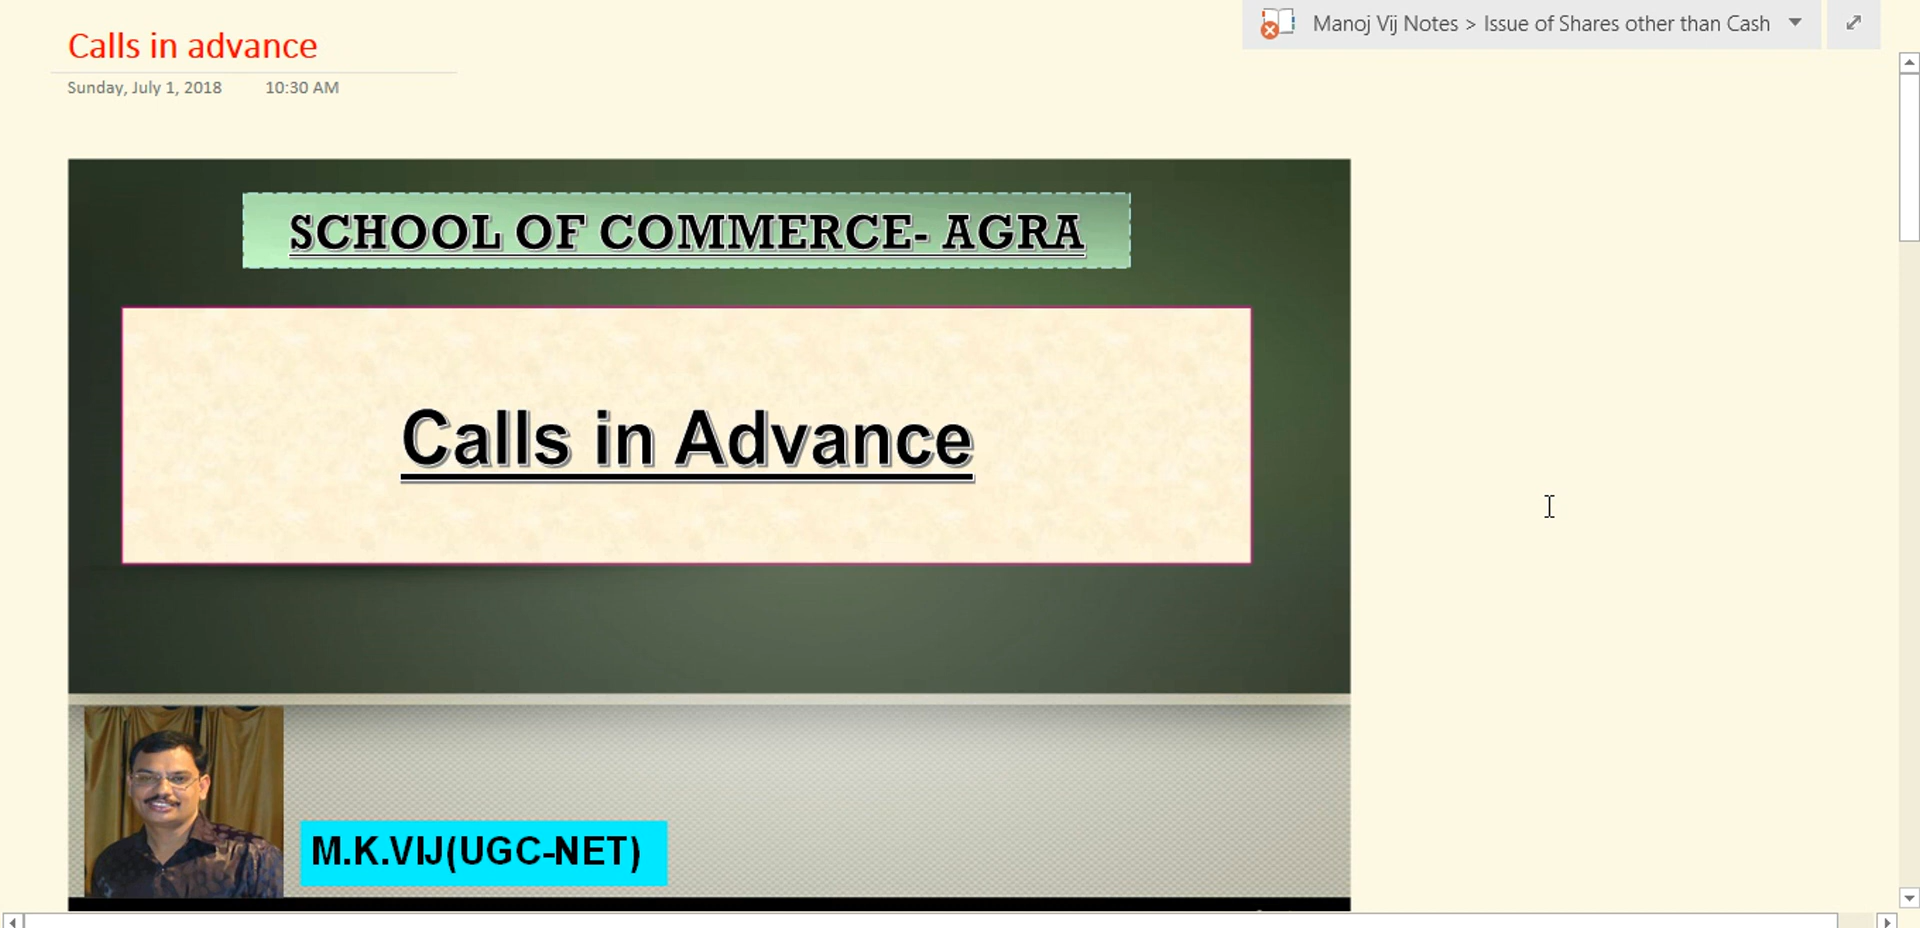 Calls in advance
Manoj Vij Notes > Issue of Shares other than Cash
Sunday, July 1, 2018 10:30 AM
SCHOOL OF COMMERCE- AGRA
Calls in Advance
M.K.VIJ(UGC-NET)